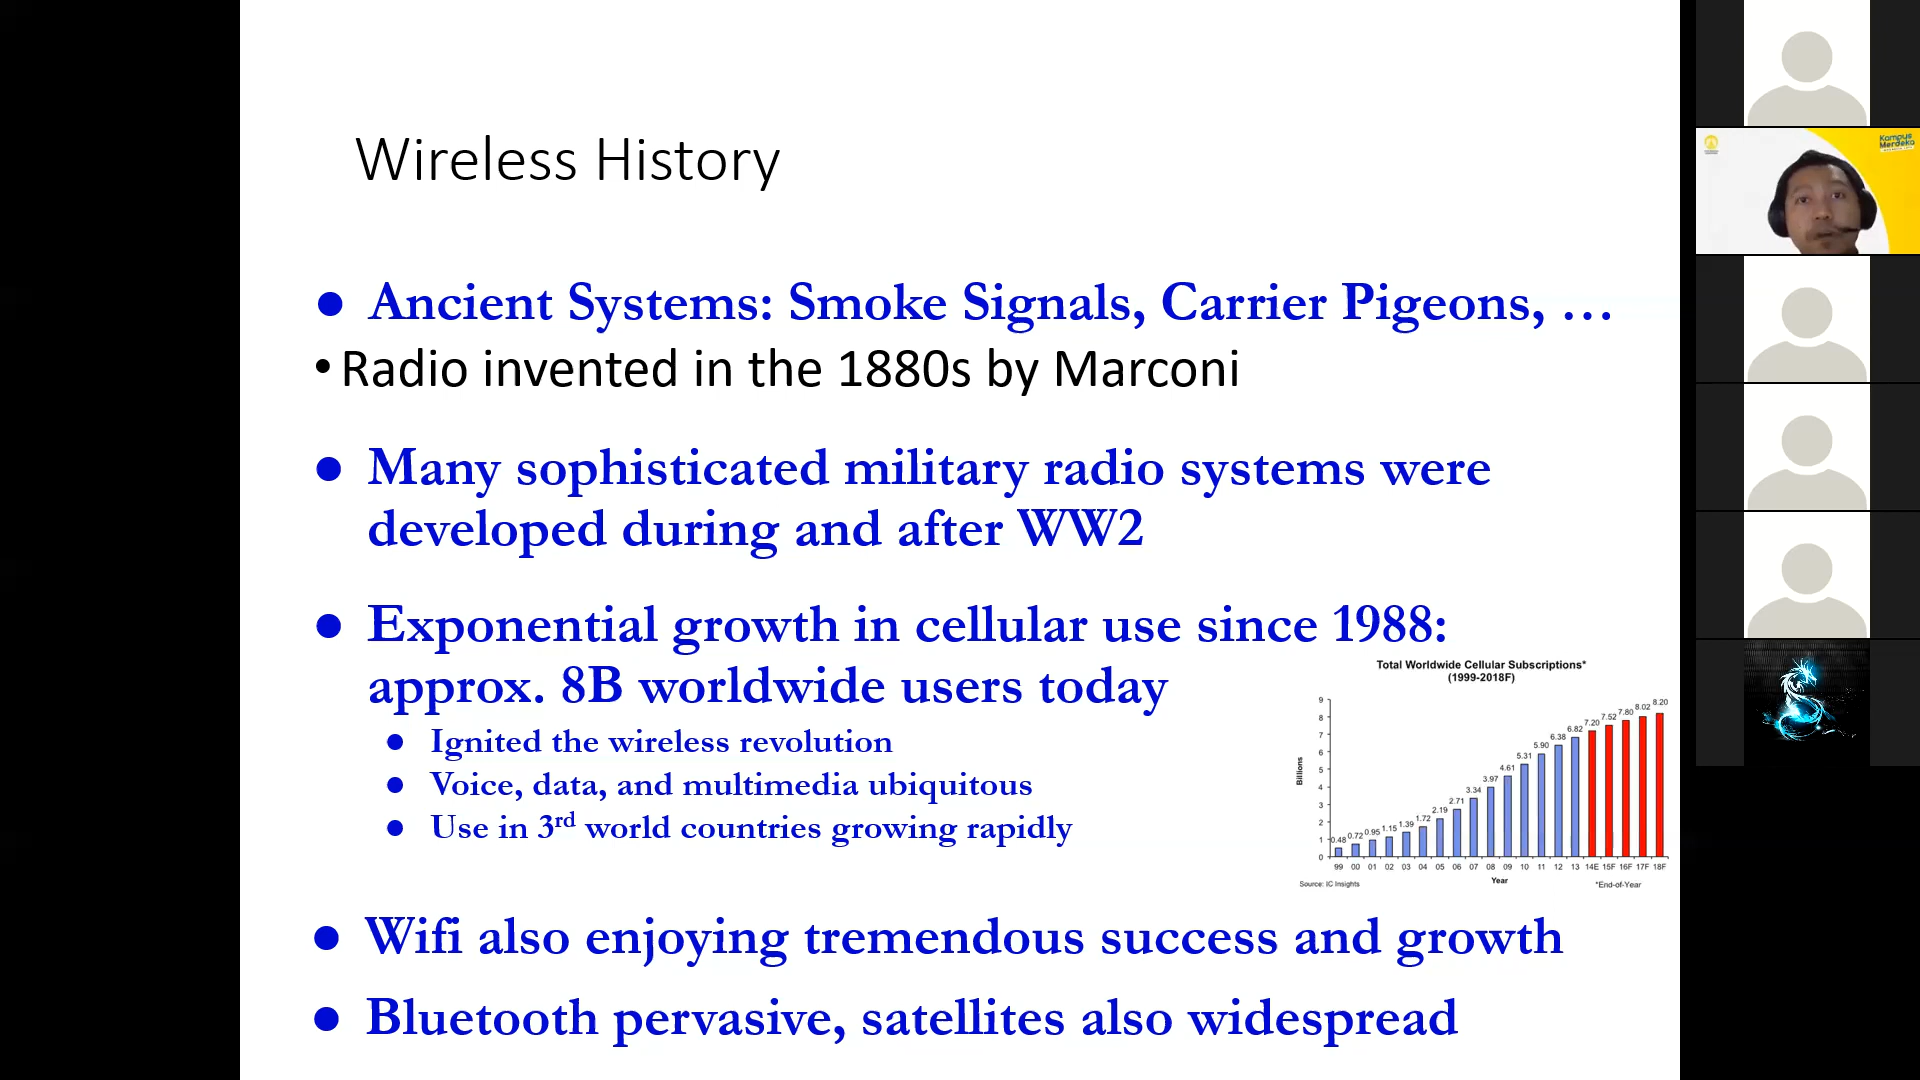 Wireless History
● Ancient Systems: Smoke Signals, Carrier Pigeons, …
• Radio invented in the 1880s by Marconi
● Many sophisticated military radio systems were
developed during and after WW2
● Exponential growth in cellular use since 1988:
approx. 8B worldwide users today
● Ignited the wireless revolution
● Voice, data, and multimedia ubiquitous
● Use in 3rd world countries growing rapidly
Total Worldwide Cellular Subscriptions*
(1999-2018F)
Billions
9
8
7
6
5
4
3
2
1
0
0.48 0.72 0.95 1.15 1.39 1.72 2.19 2.71 3.34 3.97 4.61 5.31 5.90 6.38 6.82 7.20 7.52 7.80 8.02 8.20
99 00 01 02 03 04 05 06 07 08 09 10 11 12 13 14E 15F 16F 17F 18F
Year
Source: IC Insights
*End-of-Year
● Wifi also enjoying tremendous success and growth
● Bluetooth pervasive, satellites also widespread
Kampus
Merdeka